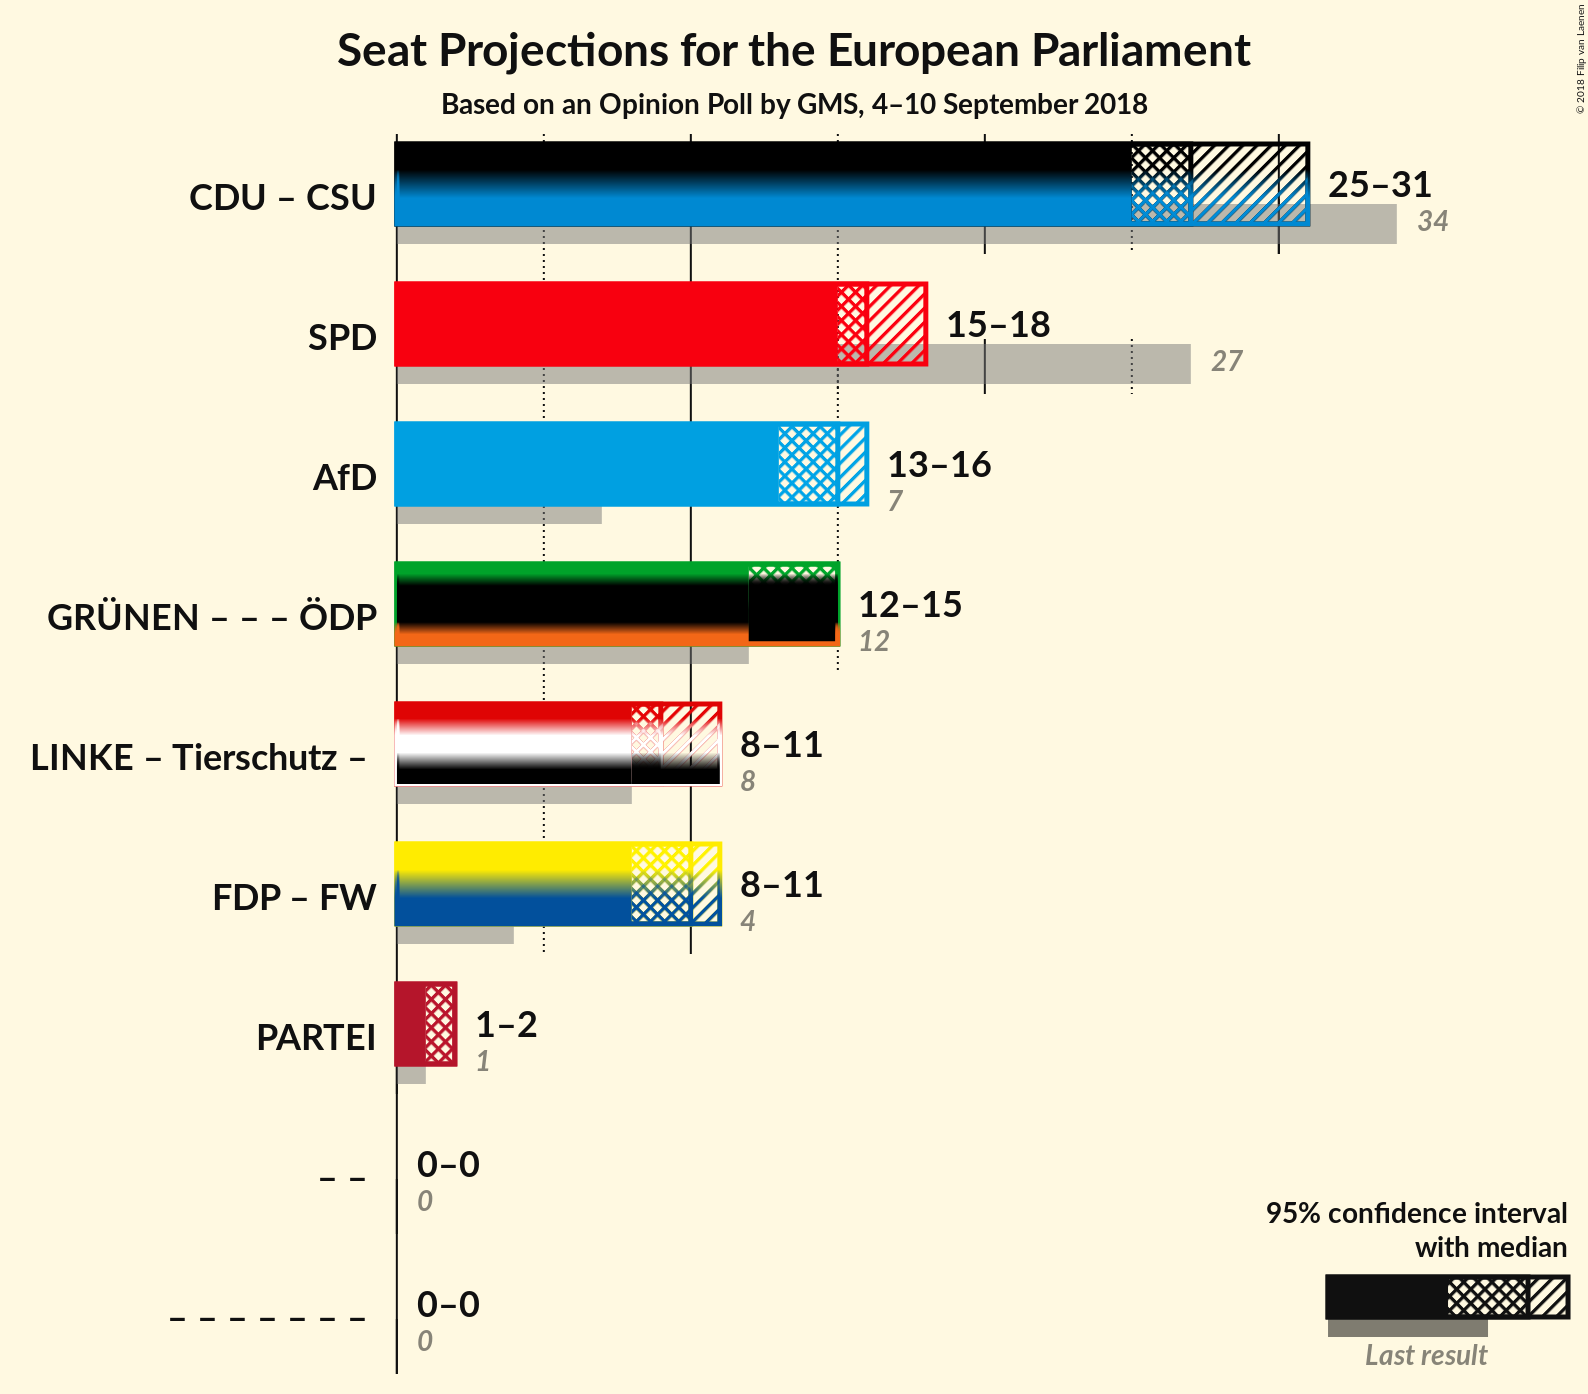 Seat Projections for the European Parliament
Based on an Opinion Poll by GMS, 4–10 September 2018
© 2018 Filip van Laenen
CDU – CSU
25–31
34
SPD
15–18
27
AfD
13–16
7
GRÜNEN – – – ÖDP
12–15
12
LINKE – Tierschutz –
8–11
8
FDP – FW
8–11
4
PARTEI
1–2
1
– –
0–0
0
– – – – – – –
0–0
0
95% confidence interval
with median
Last result